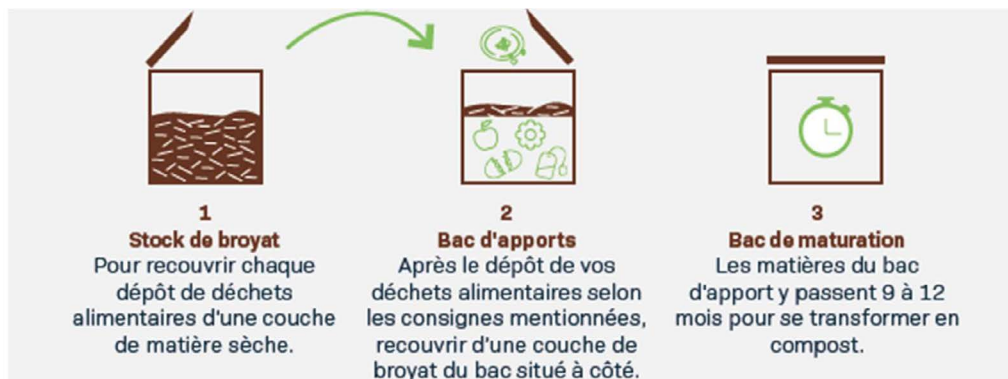 1
Stock de broyat
Pour recouvrir chaque
dépôt de déchets
alimentaires d'une couche
de matière sèche.
2
Bac d'apports
Après le dépôt de vos
déchets alimentaires selon
les consignes mentionnées,
recouvrir d'une couche de
broyat du bac situé à côté.
3
Bac de maturation
Les matières du bac
d'apport y passent 9 à 12
mois pour se transformer en
compost.